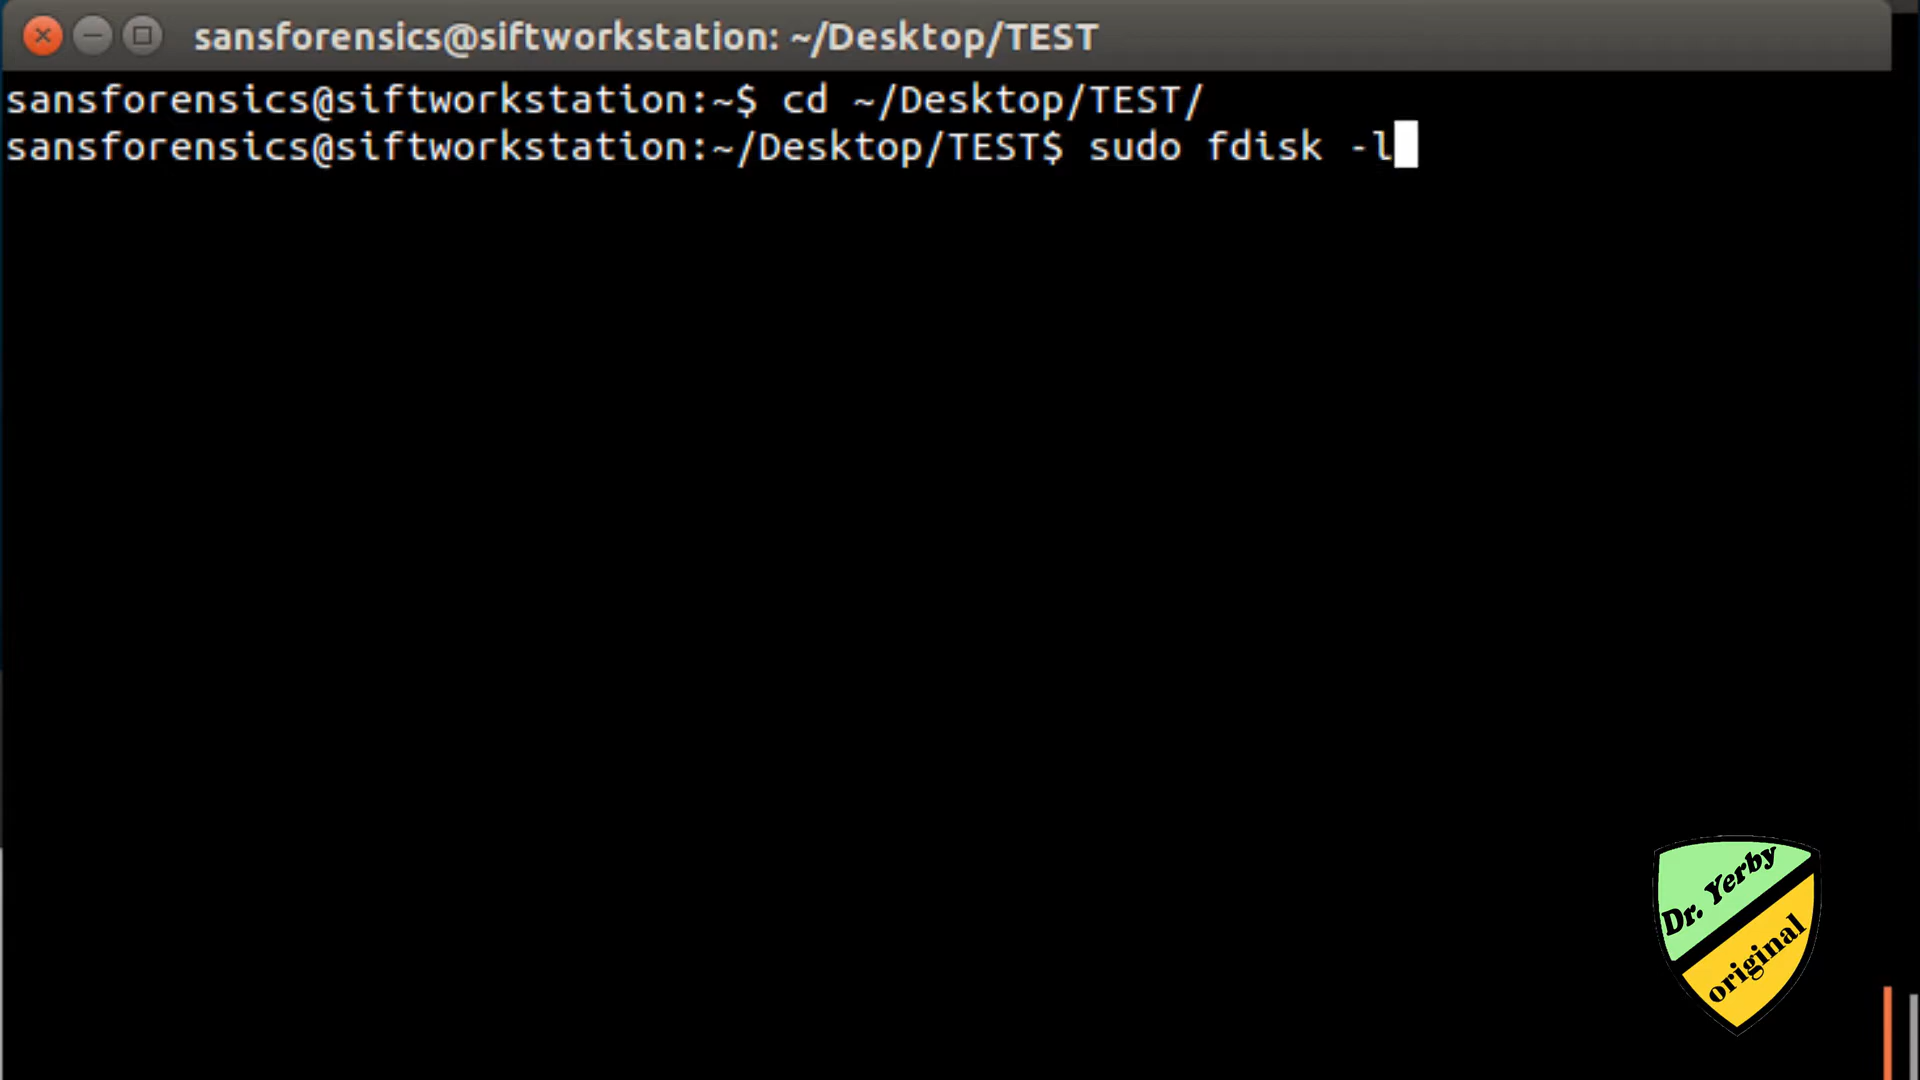 sansforensics@siftworkstation: ~/Desktop/TEST
sansforensics@siftworkstation:~$ cd ~/Desktop/TEST/
sansforensics@siftworkstation:~/Desktop/TEST$ sudo fdisk -l
Dr. Yerby
original